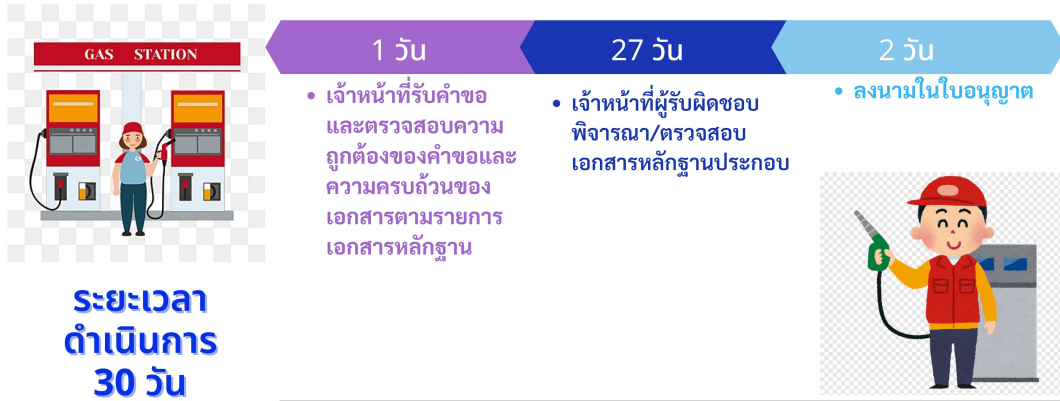 GAS STATION
ระยะเวลา
ดำเนินการ
30 วัน
1 วัน
• เจ้าหน้าที่รับคำขอ
และตรวจสอบความ
ถูกต้องของคำขอและ
ความครบถ้วนของ
เอกสารตามรายการ
เอกสารหลักฐาน
27 วัน
• เจ้าหน้าที่ผู้รับผิดชอบ
พิจารณา/ตรวจสอบ
เอกสารหลักฐานประกอบ
2 วัน
• ลงนามในใบอนุญาต